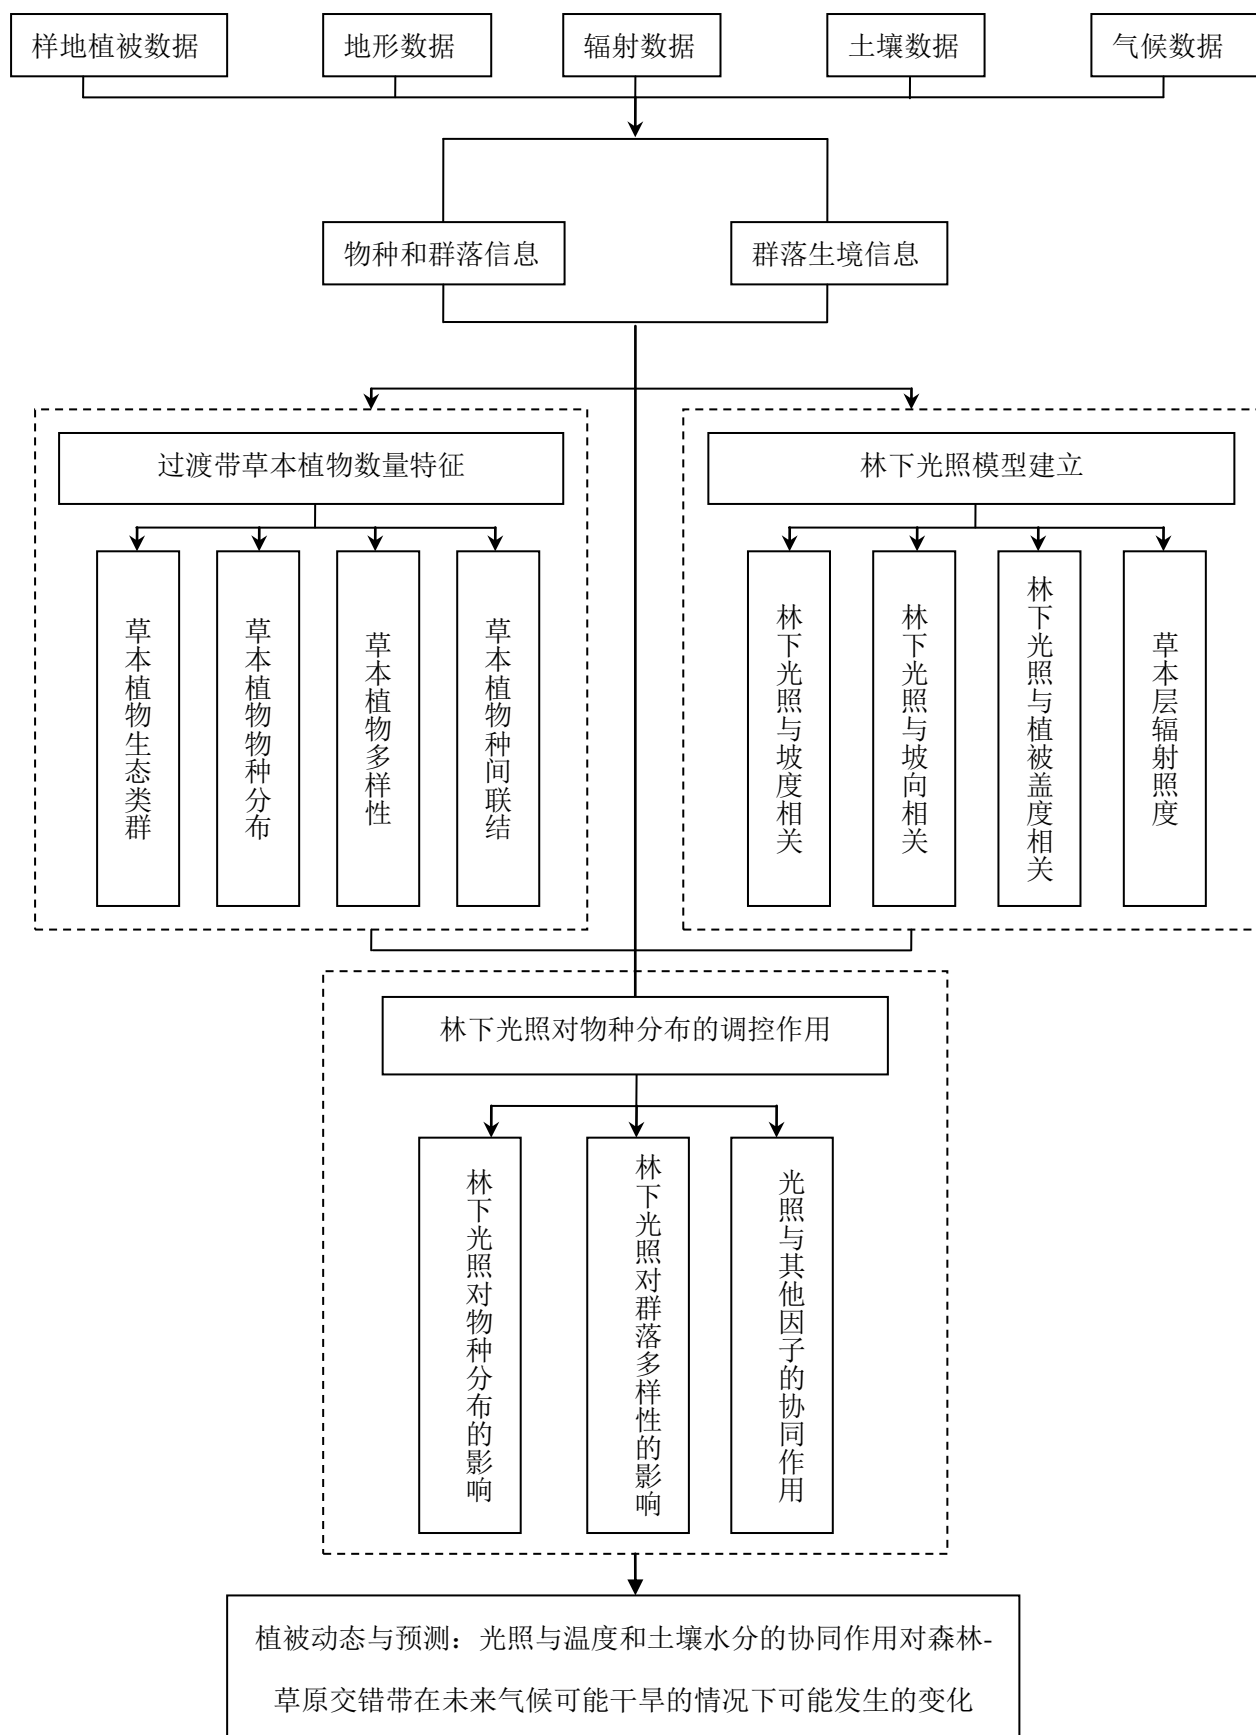 样地植被数据
地形数据
辐射数据
土壤数据
气候数据
物种和群落信息
群落生境信息
过渡带草本植物数量特征
林下光照模型建立
草本植物生态类群
草本植物物种分布
草本植物多样性
草本植物种间联结
林下光照与坡度相关
林下光照与坡向相关
林下光照与植被盖度相关
草本层辐射照度
林下光照对物种分布的调控作用
林下光照对物种分布的影响
林下光照对群落多样性的影响
光照与其他因子的协同作用
植被动态与预测：光照与温度和土壤水分的协同作用对森林-
草原交错带在未来气候可能干旱的情况下可能发生的变化